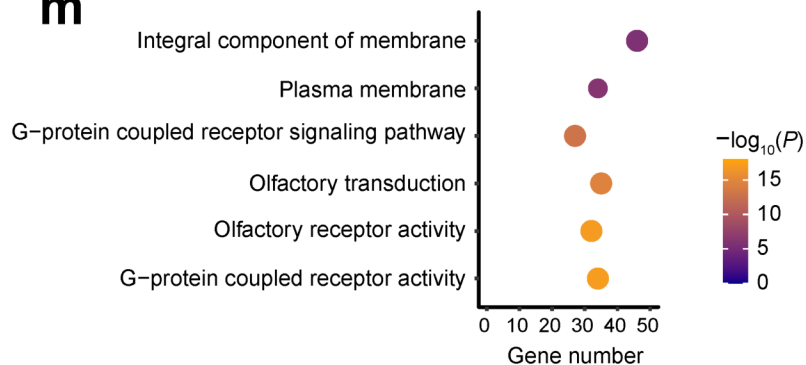 m
Integral component of membrane
Plasma membrane
G−protein coupled receptor signaling pathway
Olfactory transduction
Olfactory receptor activity
G−protein coupled receptor activity
0 10 20 30 40 50
Gene number
−log10(P)
15
10
5
0